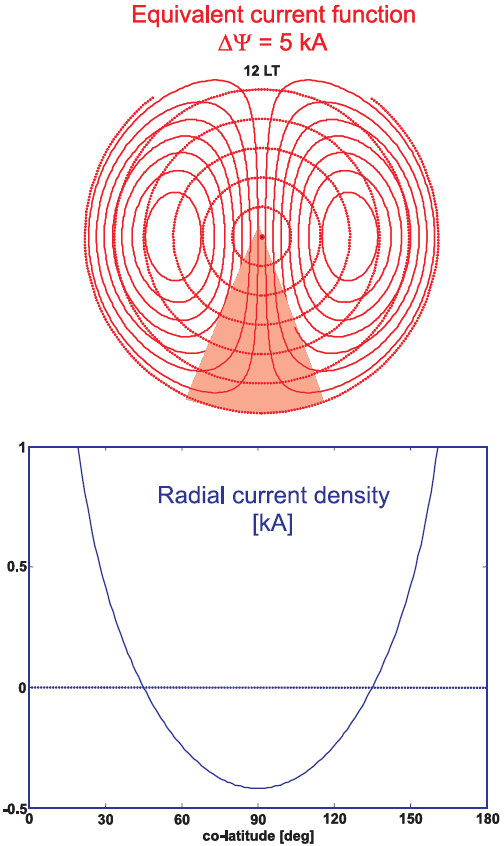 Equivalent current function
ΔΨ = 5 kA
12 LT
Radial current density
[kA]
1
0.5
0
-0.5
0 30 60 90 120 150 180
co-latitude [deg]